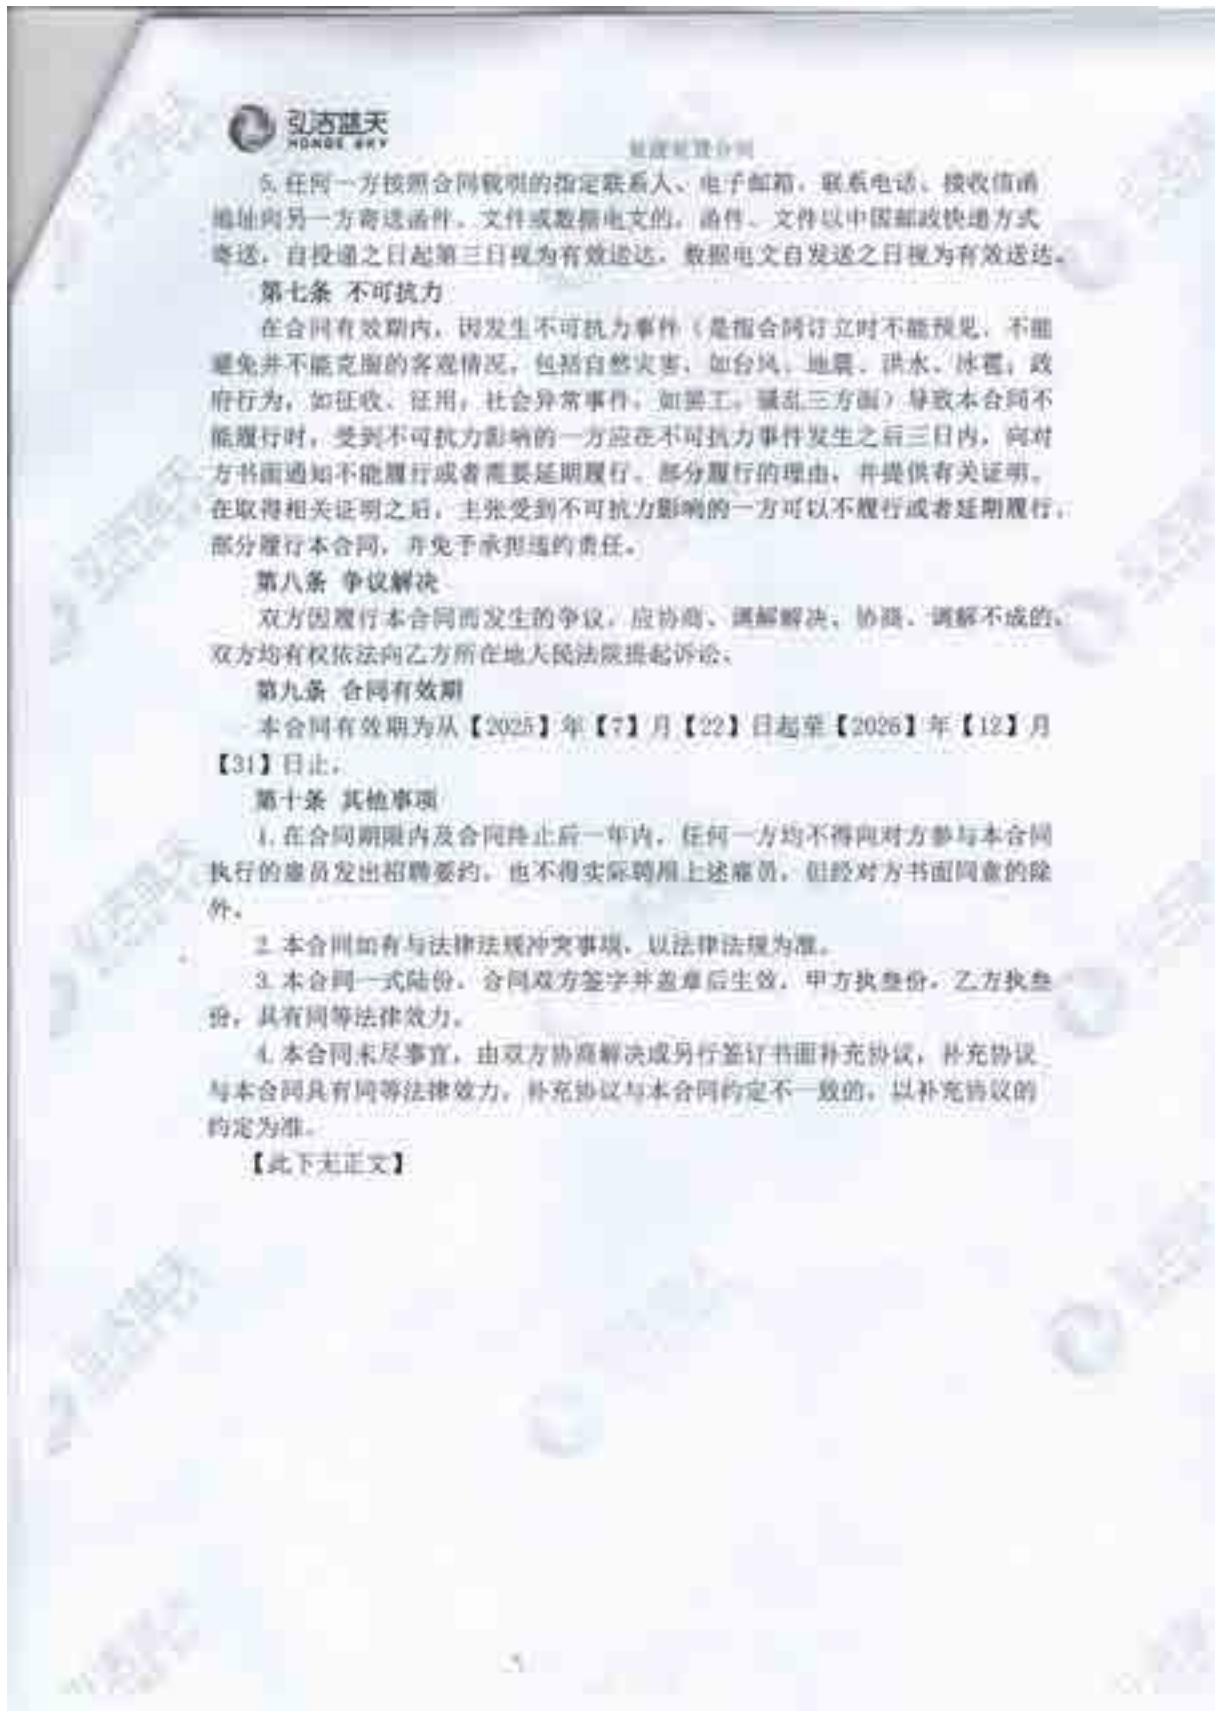 弘洁蓝天
HONGE SKY
合同
5. 任何一方按照合同载明的指定联系人、电子邮箱、联系电话、接收信函
地址向另一方寄送函件、文件或数据电文的，函件、文件以中国邮政快递方式
寄送，自投递之日起第三日视为有效送达，数据电文自发送之日视为有效送达。
第七条 不可抗力
在合同有效期内，因发生不可抗力事件（是指合同订立时不能预见、不能
避免并不能克服的客观情况，包括自然灾害，如台风、地震、洪水、冰雹；政
府行为，如征收、征用；社会异常事件，如罢工、骚乱三方面）导致本合同不
能履行时，受到不可抗力影响的一方应在不可抗力事件发生之后三日内，向对
方书面通知不能履行或者需要延期履行、部分履行的理由，并提供有关证明。
在取得相关证明之后，主张受到不可抗力影响的一方可以不履行或者延期履行、
部分履行本合同，并免予承担违约责任。
第八条 争议解决
双方因履行本合同而发生的争议，应协商、调解解决，协商、调解不成的，
双方均有权依法向乙方所在地人民法院提起诉讼。
第九条 合同有效期
本合同有效期为从【2025】年【7】月【22】日起至【2026】年【12】月
【31】日止。
第十条 其他事项
1. 在合同期限内及合同终止后一年内，任何一方均不得向对方参与本合同
执行的雇员发出招聘要约，也不得实际聘用上述雇员，但经对方书面同意的除
外。
2. 本合同如有与法律法规冲突事项，以法律法规为准。
3. 本合同一式陆份，合同双方签字并盖章后生效，甲方执叁份，乙方执叁
份，具有同等法律效力。
4. 本合同未尽事宜，由双方协商解决或另行签订书面补充协议，补充协议
与本合同具有同等法律效力，补充协议与本合同约定不一致的，以补充协议的
约定为准。
【此下无正文】